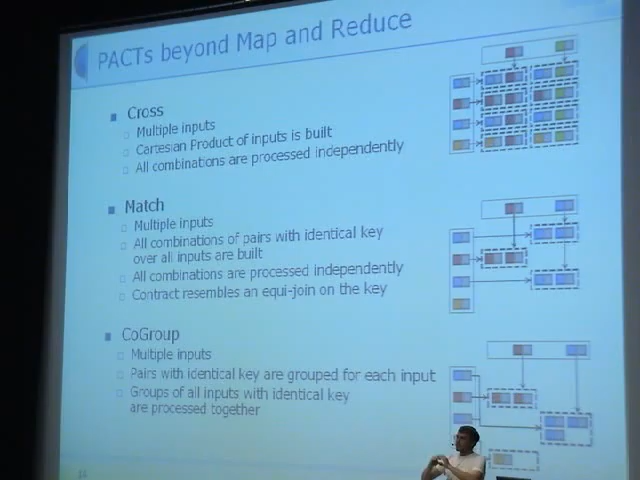 PACTs beyond Map and Reduce
Cross
Multiple inputs
Cartesian Product of inputs is built
All combinations are processed independently
Match
Multiple inputs
All combinations of pairs with identical key
over all inputs are built
All combinations are processed independently
Contract resembles an equi-join on the key
CoGroup
Multiple inputs
Pairs with identical key are grouped for each input
Groups of all inputs with identical key
are processed together